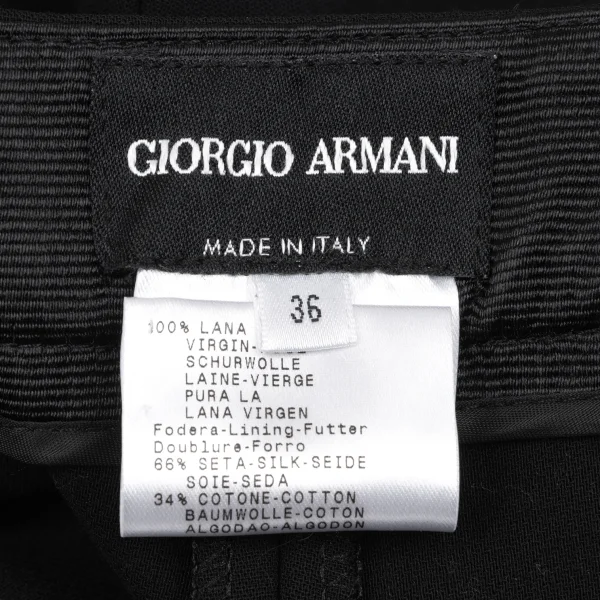 GIORGIO ARMANI
MADE IN ITALY
36
100% LANA
VIRGIN-
SCHURWOLLE
LAINE-VIERGE
PURA LA
LANA VIRGEN
Fodera-Lining-Futter
Doublure-Forro
66% SETA-SILK-SEIDE
SOIE-SEDA
34% COTONE-COTTON
BAUMWOLLE-COTON
ALGODAO-ALGODON